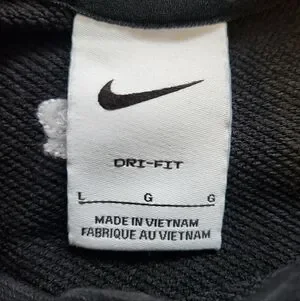 DRI-FIT
L G G
MADE IN VIETNAM
FABRIQUE AU VIETNAM